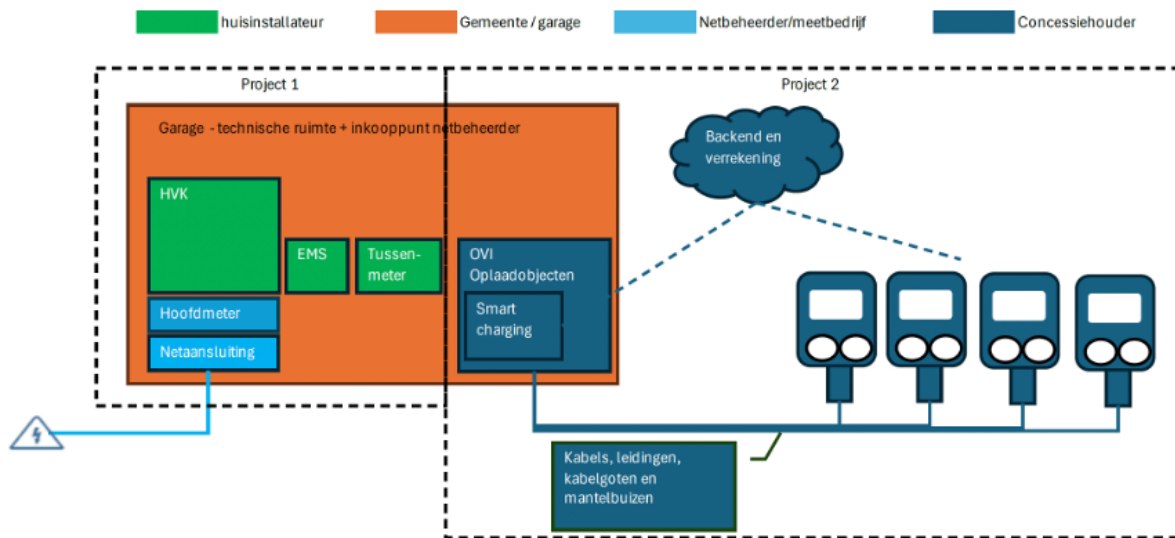 huisinstallateur
Gemeente / garage
Netbeheerder/meetbedrijf
Concessiehouder
Project 1
Project 2
Garage - technische ruimte + inkooppunt netbeheerder
Backend en
verrekening
HVK
EMS
Tussen-
meter
OVI
Oplaadobjecten
Smart
charging
Hoofdmeter
Netaansluiting
Kabels, leidingen,
kabelgoten en
mantelbuizen